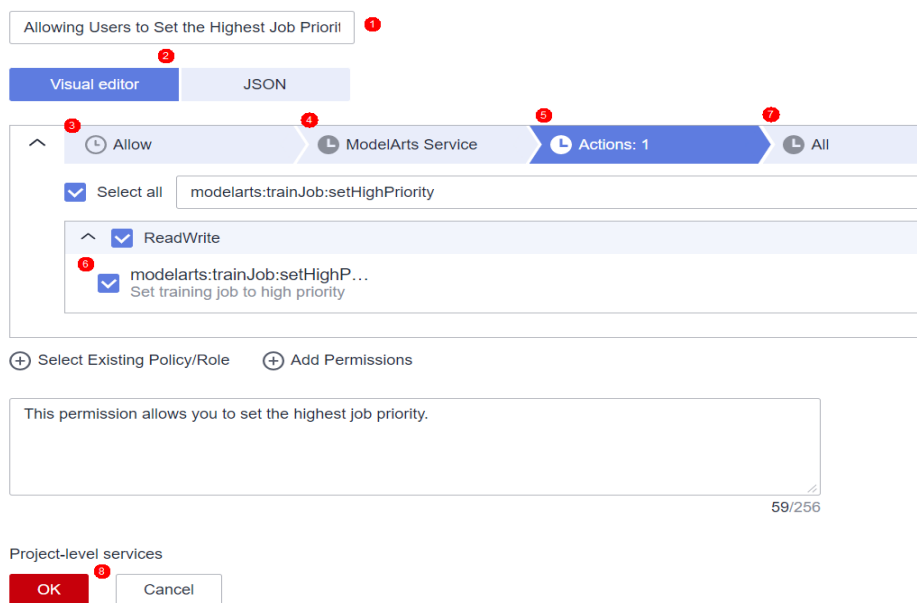 Allowing Users to Set the Highest Job Priorit
1
2
Visual editor
JSON
3
4
5
7
Allow
ModelArts Service
Actions: 1
All
Select all
modelarts:trainJob:setHighPriority
ReadWrite
6
modelarts:trainJob:setHighP...
Set training job to high priority
Select Existing Policy/Role
Add Permissions
This permission allows you to set the highest job priority.
59/256
Project-level services
8
OK
Cancel